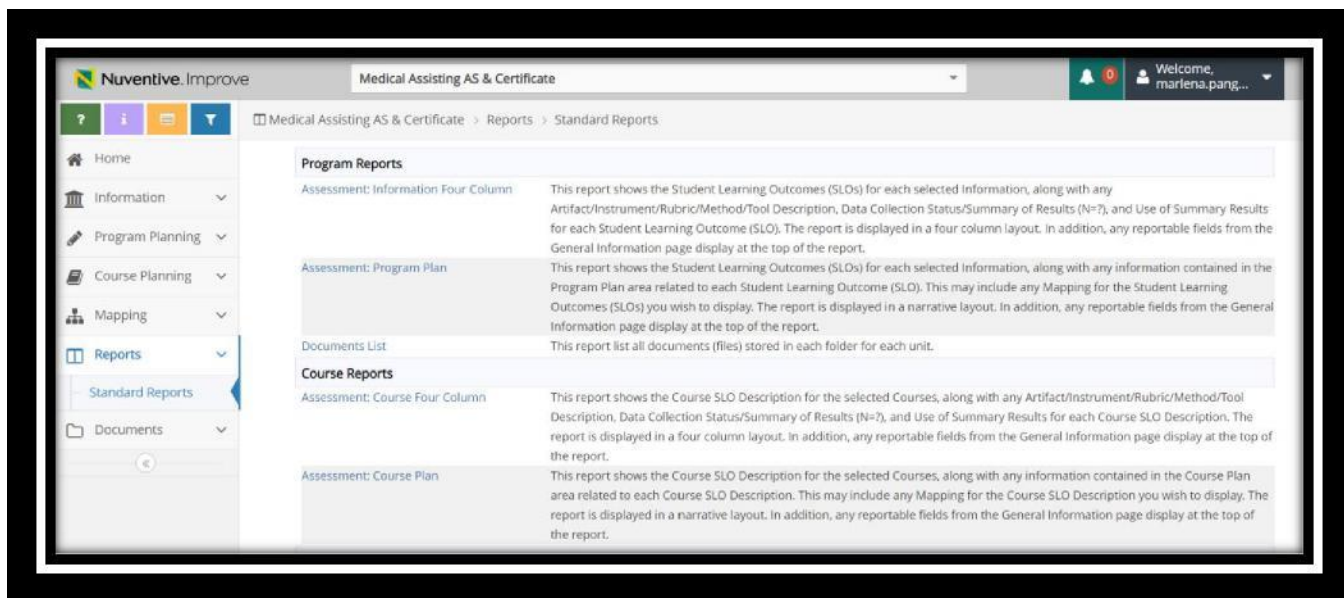 Nuventive. Improve
Medical Assisting AS & Certificate
0
Welcome,
marlena.pang...
? i
Medical Assisting AS & Certificate > Reports > Standard Reports
Home
Information
Program Planning
Course Planning
Mapping
Reports
Standard Reports
Documents
Program Reports
Assessment: Information Four Column
This report shows the Student Learning Outcomes (SLOs) for each selected Information, along with any
Artifact/Instrument/Rubric/Method/Tool Description, Data Collection Status/Summary of Results (N=?), and Use of Summary Results
for each Student Learning Outcome (SLO). The report is displayed in a four column layout. In addition, any reportable fields from the
General Information page display at the top of the report.
Assessment: Program Plan
This report shows the Student Learning Outcomes (SLOs) for each selected Information, along with any information contained in the
Program Plan area related to each Student Learning Outcome (SLO). This may include any Mapping for the Student Learning
Outcomes (SLOs) you wish to display. The report is displayed in a narrative layout. In addition, any reportable fields from the General
Information page display at the top of the report.
Documents List
This report list all documents (files) stored in each folder for each unit.
Course Reports
Assessment: Course Four Column
This report shows the Course SLO Description for the selected Courses, along with any Artifact/Instrument/Rubric/Method/Tool
Description, Data Collection Status/Summary of Results (N=?), and Use of Summary Results for each Course SLO Description. The
report is displayed in a four column layout. In addition, any reportable fields from the General Information page display at the top of
the report.
Assessment: Course Plan
This report shows the Course SLO Description for the selected Courses, along with any information contained in the Course Plan
area related to each Course SLO Description. This may include any Mapping for the Course SLO Description you wish to display. The
report is displayed in a narrative layout. In addition, any reportable fields from the General Information page display at the top of
the report.